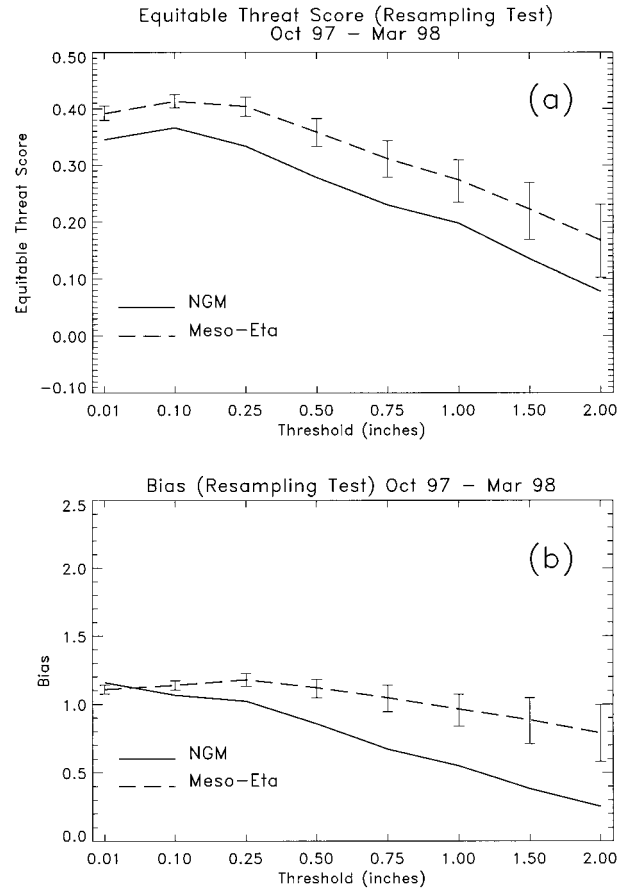 Equitable Threat Score (Resampling Test)
Oct 97 – Mar 98
(a)
Equitable Threat Score
0.50
0.40
0.30
0.20
0.10
0.00
-0.10
NGM
Meso-Eta
0.01 0.10 0.25 0.50 0.75 1.00 1.50 2.00
Threshold (inches)
Bias (Resampling Test) Oct 97 – Mar 98
(b)
Bias
2.5
2.0
1.5
1.0
0.5
0.0
NGM
Meso-Eta
0.01 0.10 0.25 0.50 0.75 1.00 1.50 2.00
Threshold (inches)